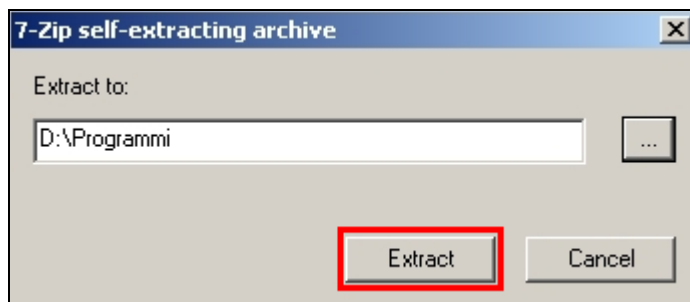 7-Zip self-extracting archive
Extract to:
D:\Programmi
...
Extract
Cancel